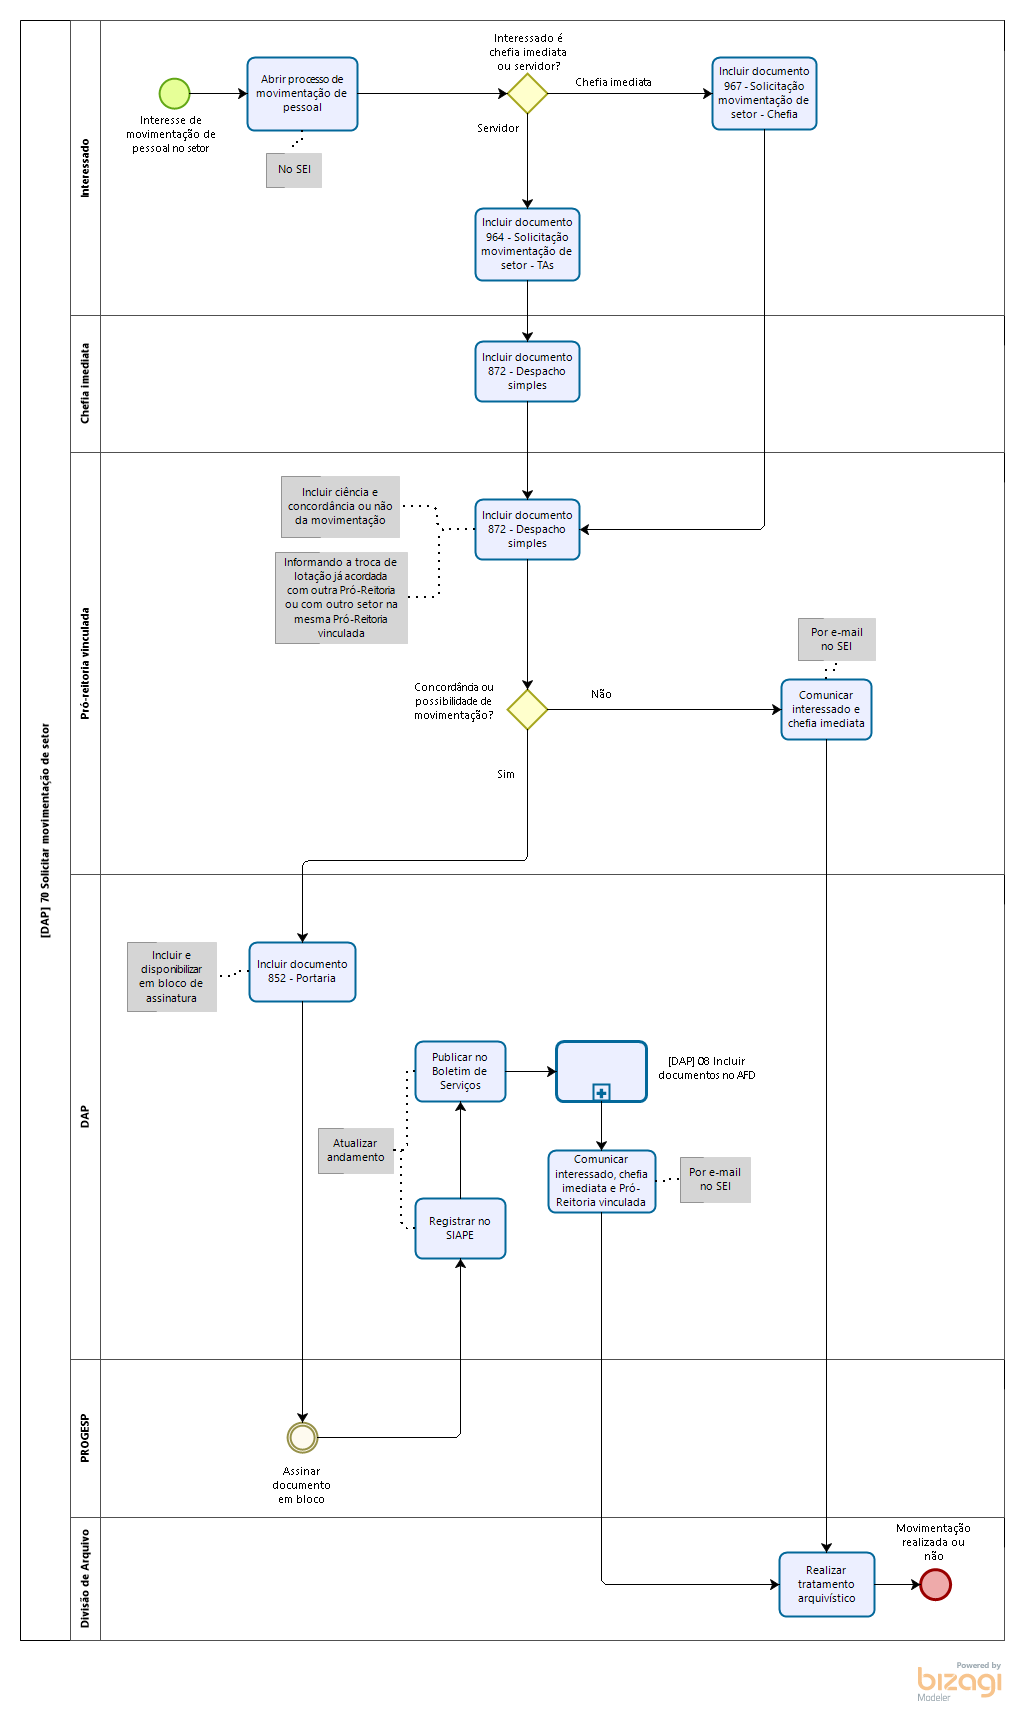 [DAP] 70 Solicitar movimentação de setor
Interessado
Interesse de
movimentação de
pessoal no setor
Abrir processo de
movimentação de
pessoal
No SEI
Interessado é
chefia imediata
ou servidor?
Chefia imediata
Servidor
Incluir documento
967 - Solicitação
movimentação de
setor - Chefia
Incluir documento
964 - Solicitação
movimentação de
setor - TAs
Chefia imediata
Incluir documento
872 - Despacho
simples
Pró-reitoria vinculada
Incluir ciência e
concordância ou não
da movimentação
Informando a troca de
lotação já acordada
com outra Pró-Reitoria
ou com outro setor na
mesma Pró-Reitoria
vinculada
Incluir documento
872 - Despacho
simples
Concordância ou
possibilidade de
movimentação?
Não
Sim
Por e-mail
no SEI
Comunicar
interessado e
chefia imediata
DAP
Incluir e
disponibilizar
em bloco de
assinatura
Incluir documento
852 - Portaria
Publicar no
Boletim de
Serviços
[DAP] 08 Incluir
documentos no AFD
Atualizar
andamento
Registrar no
SIAPE
Comunicar
interessado, chefia
imediata e Pró-
Reitoria vinculada
Por e-mail
no SEI
PROGESP
Assinar
documento
em bloco
Divisão de Arquivo
Realizar
tratamento
arquivístico
Movimentação
realizada ou
não
Powered by
bizagi
Modeler